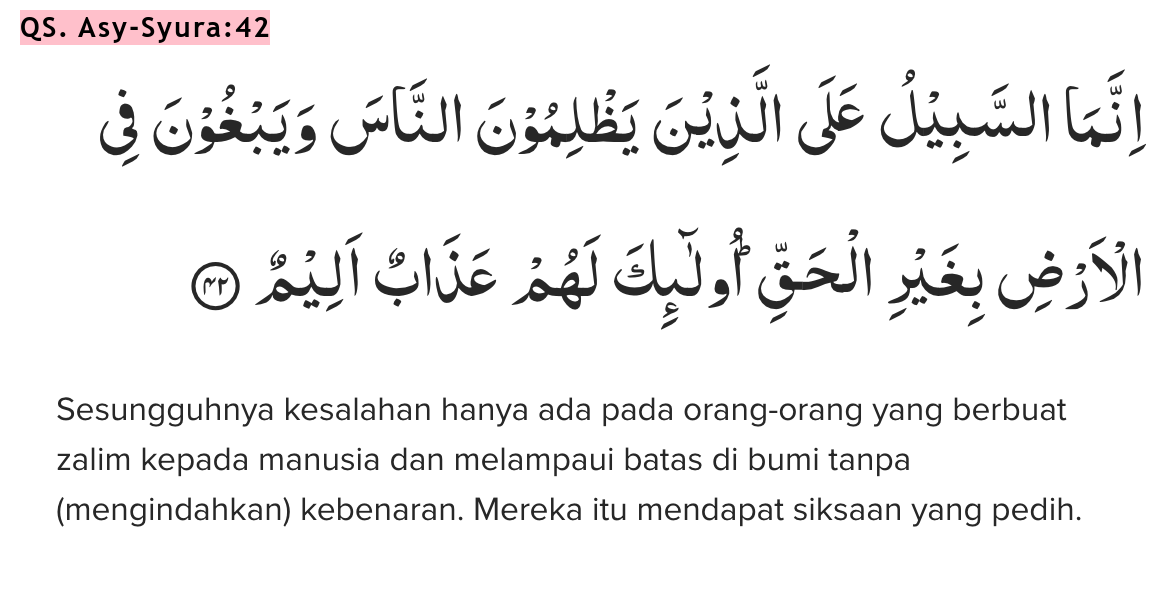 QS. Asy-Syura:42
اِنَّمَا السَّبِيْلُ عَلَى الَّذِيْنَ يَظْلِمُوْنَ النَّاسَ وَيَبْغُوْنَ فِى
الْاَرْضِ بِغَيْرِ الْحَقِّۗ اُولٰۤىِٕكَ لَهُمْ عَذَابٌ اَلِيْمٌ ۝٤٢
Sesungguhnya kesalahan hanya ada pada orang-orang yang berbuat
zalim kepada manusia dan melampaui batas di bumi tanpa
(mengindahkan) kebenaran. Mereka itu mendapat siksaan yang pedih.